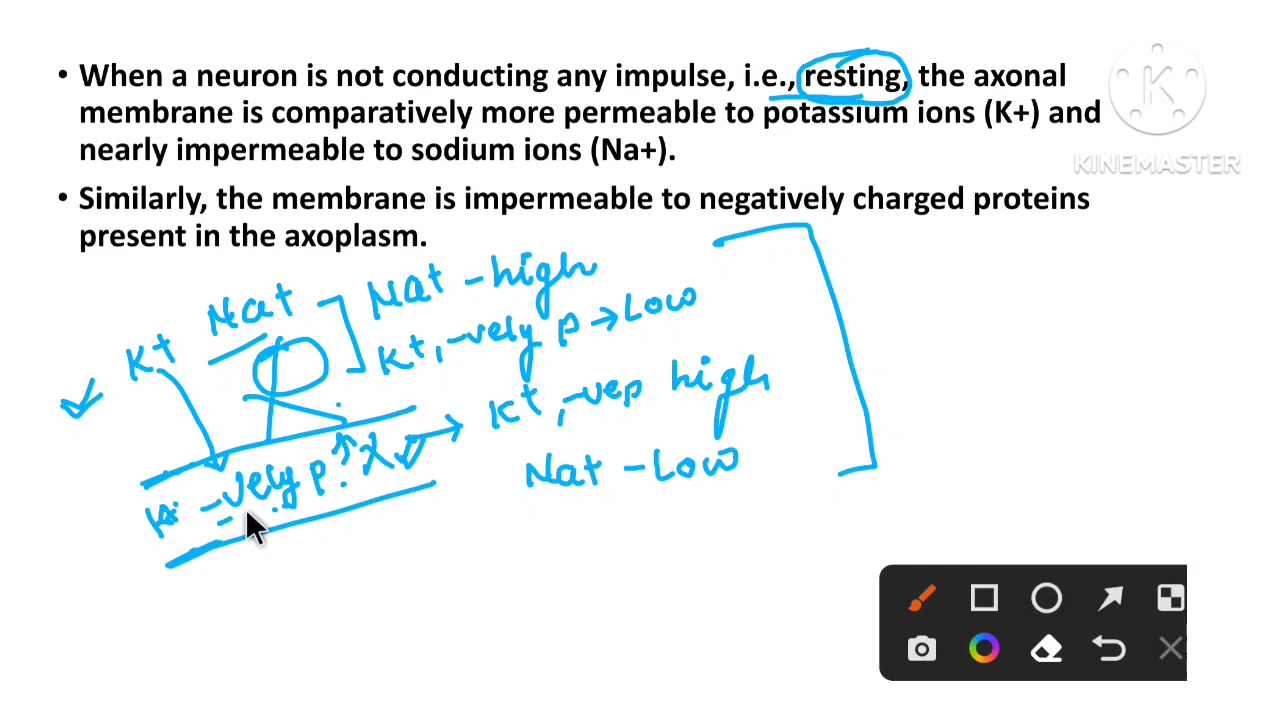 • When a neuron is not conducting any impulse, i.e., resting, the axonal
membrane is comparatively more permeable to potassium ions (K+) and
nearly impermeable to sodium ions (Na+).
• Similarly, the membrane is impermeable to negatively charged proteins
present in the axoplasm.
K
KINEMASTER
Na+
Na+ - high
K+, -vely p → Low
K+
K+, -vep high
Na+ - Low
-vely p